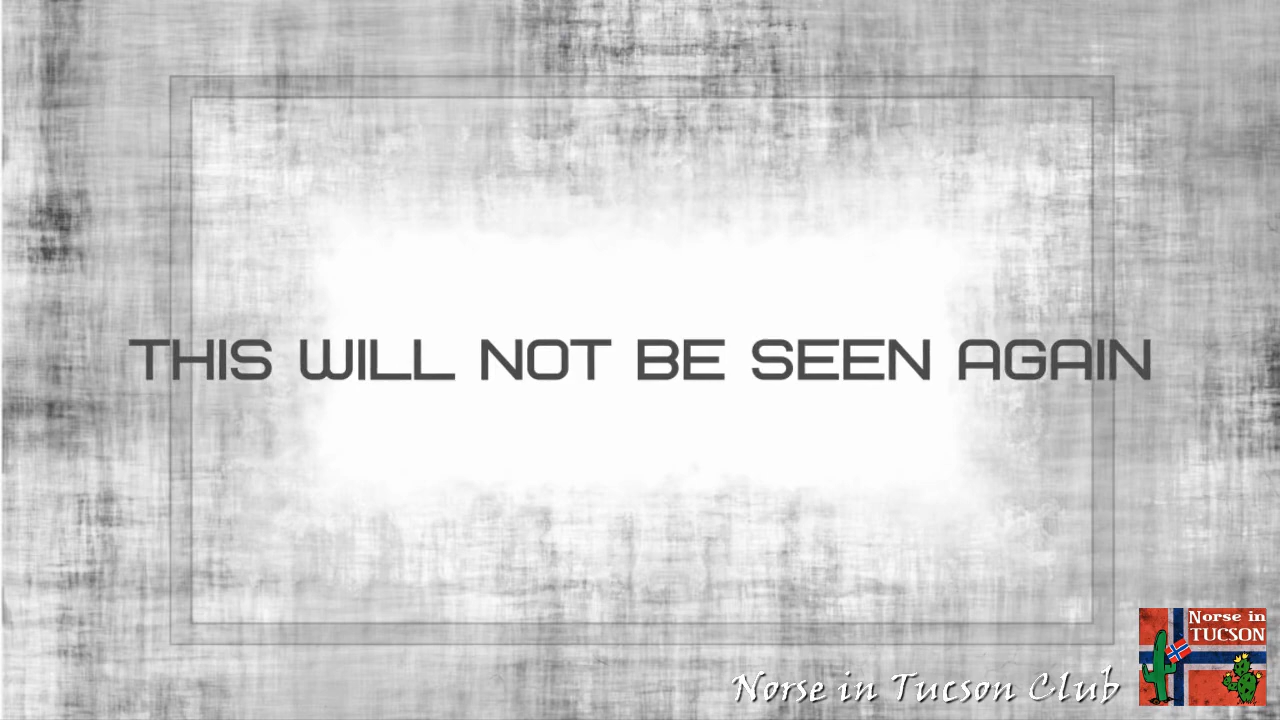 THIS WILL NOT BE SEEN AGAIN
Norse in Tucson Club
Norse in
TUCSON